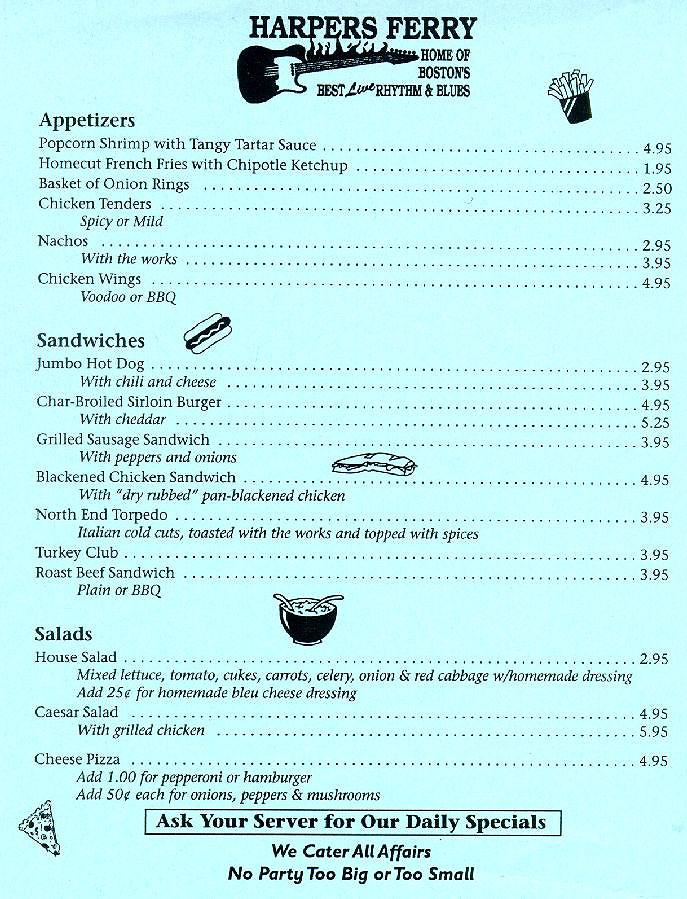 HARPERS FERRY
HOME OF
BOSTON'S
BEST Live RHYTHM & BLUES
Appetizers
Popcorn Shrimp with Tangy Tartar Sauce . . . . . . . . . . 4.95
Homecut French Fries with Chipotle Ketchup . . . . . . . . . . 1.95
Basket of Onion Rings . . . . . . . . . . 2.50
Chicken Tenders . . . . . . . . . . 3.25
Spicy or Mild
Nachos . . . . . . . . . . 2.95
With the works . . . . . . . . . . 3.95
Chicken Wings . . . . . . . . . . 4.95
Voodoo or BBQ
Sandwiches
Jumbo Hot Dog . . . . . . . . . . 2.95
With chili and cheese . . . . . . . . . . 3.95
Char-Broiled Sirloin Burger . . . . . . . . . . 4.95
With cheddar . . . . . . . . . . 5.25
Grilled Sausage Sandwich . . . . . . . . . . 3.95
With peppers and onions
Blackened Chicken Sandwich . . . . . . . . . . 4.95
With "dry rubbed" pan-blackened chicken
North End Torpedo . . . . . . . . . . 3.95
Italian cold cuts, toasted with the works and topped with spices
Turkey Club . . . . . . . . . . 3.95
Roast Beef Sandwich . . . . . . . . . . 3.95
Plain or BBQ
Salads
House Salad . . . . . . . . . . 2.95
Mixed lettuce, tomato, cukes, carrots, celery, onion & red cabbage w/homemade dressing
Add 25¢ for homemade bleu cheese dressing
Caesar Salad . . . . . . . . . . 4.95
With grilled chicken . . . . . . . . . . 5.95
Cheese Pizza . . . . . . . . . . 4.95
Add 1.00 for pepperoni or hamburger
Add 50¢ each for onions, peppers & mushrooms
Ask Your Server for Our Daily Specials
We Cater All Affairs
No Party Too Big or Too Small